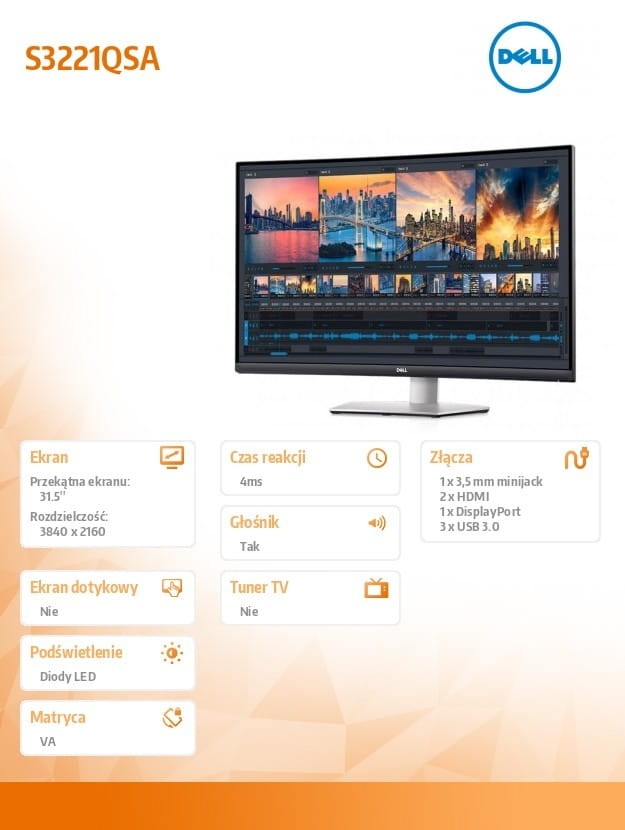 S3221QSA
DELL
DELL
Ekran
Przekątna ekranu:
31.5"
Rozdzielczość:
3840 x 2160
Czas reakcji
4ms
Głośnik
Tak
Złącza
1 x 3,5 mm minijack
2 x HDMI
1 x DisplayPort
3 x USB 3.0
Ekran dotykowy
Nie
Tuner TV
Nie
Podświetlenie
Diody LED
Matryca
VA